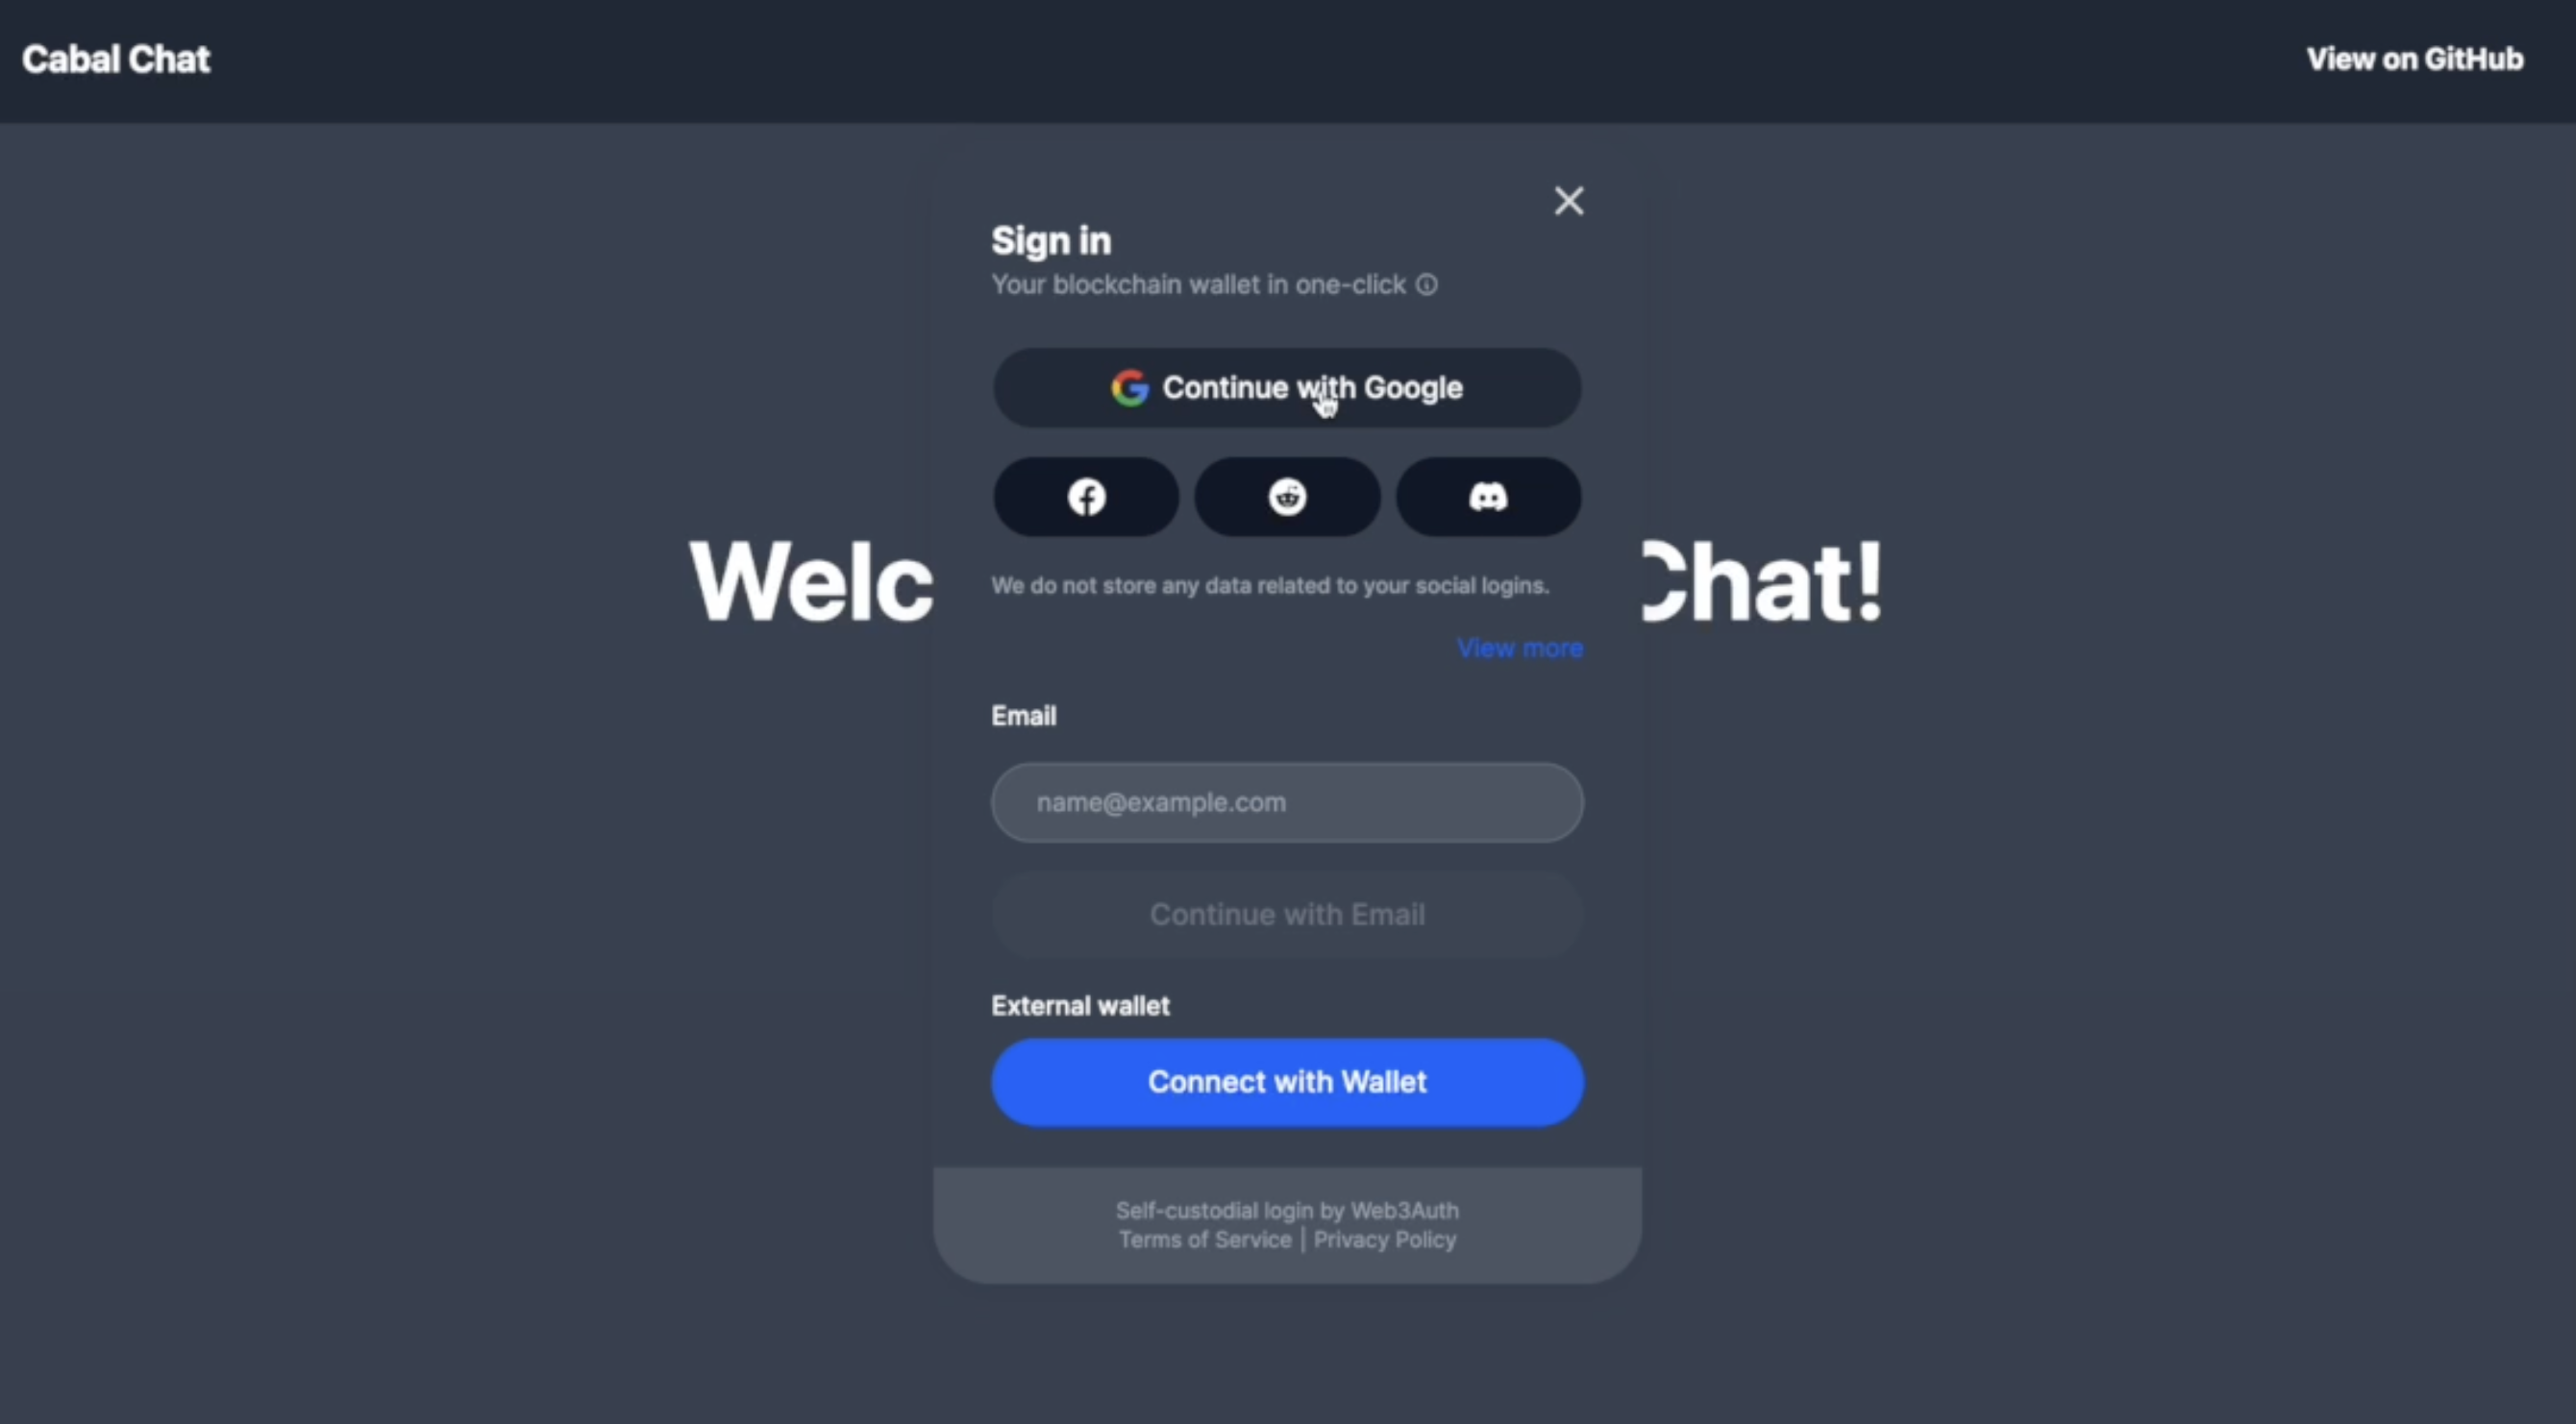 Cabal Chat
View on GitHub
Sign in
Your blockchain wallet in one-click
Continue with Google
Welc
Chat!
We do not store any data related to your social logins.
View more
Email
name@example.com
Continue with Email
External wallet
Connect with Wallet
Self-custodial login by Web3Auth
Terms of Service | Privacy Policy